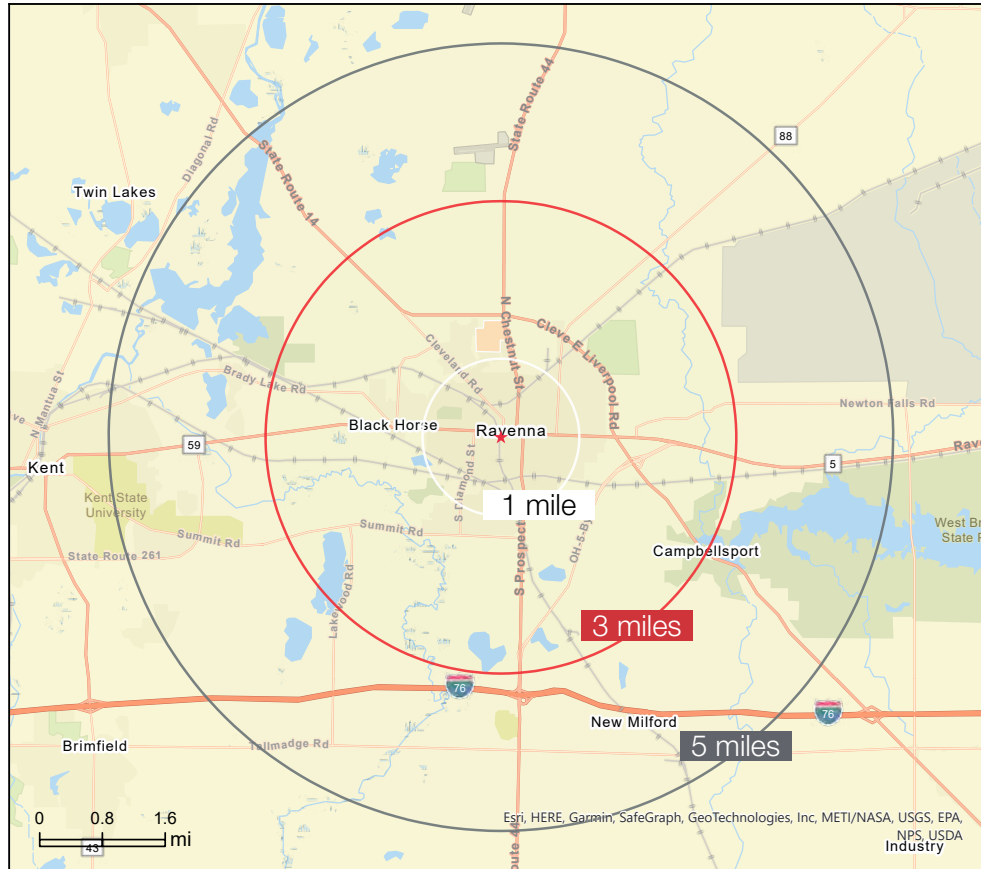 State Route 44
88
Diagonal Rd
State Route 44
State Route 14
Twin Lakes
N Chestnut St
Cleve E Liverpool Rd
Cleveland Rd
Brady Lake Rd
N Mantua St
Newton Falls Rd
Black Horse
Ravenna
59
5
Kent
S Diamond St
Kent State
University
1 mile
Summit Rd
Summit Rd
State Route 261
S Prospect
OH-5-By
West Br
State P
Campbellsport
Lakewood Rd
3 miles
76
76
New Milford
Brimfield
Tallmadge Rd
5 miles
0 0.8 1.6
mi
43
Esri, HERE, Garmin, SafeGraph, GeoTechnologies, Inc, METI/NASA, USGS, EPA,
NPS, USDA
Industry